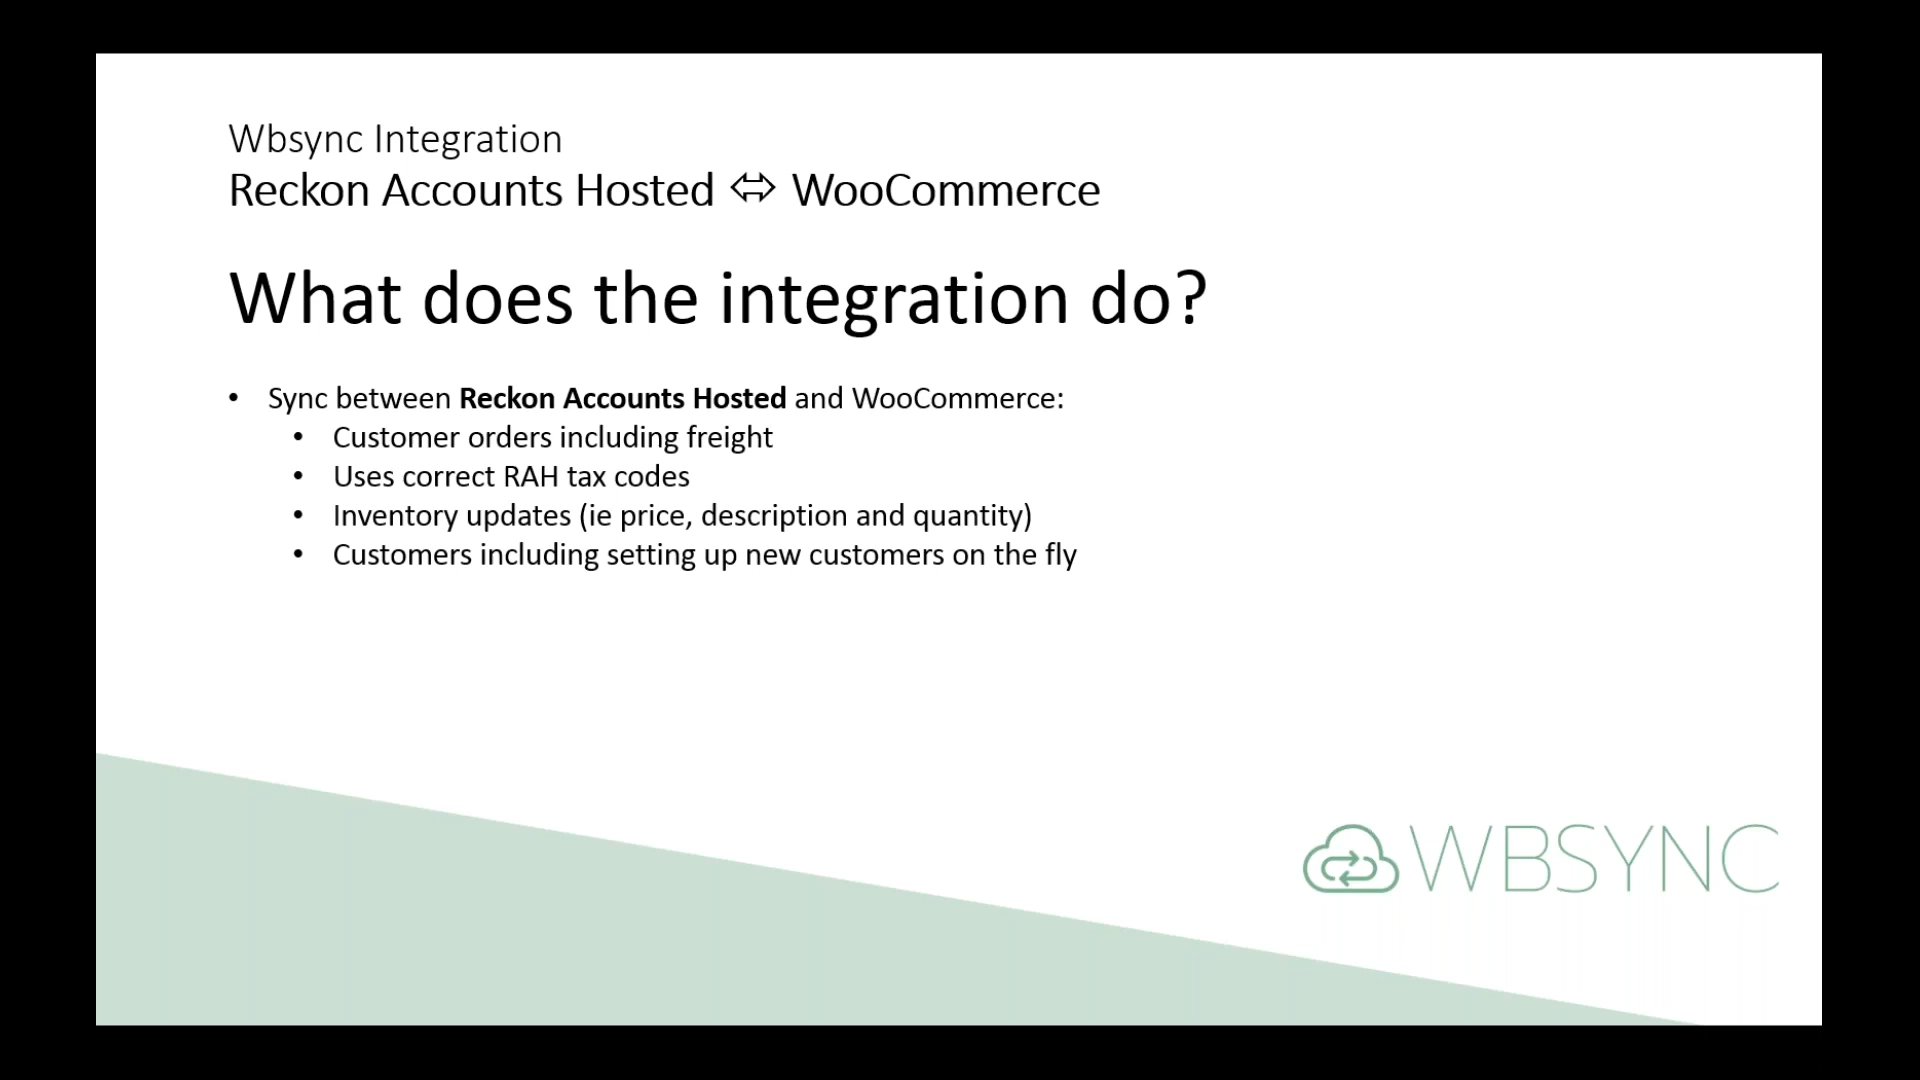 Wbsync Integration
Reckon Accounts Hosted ⬄ WooCommerce
What does the integration do?
• Sync between Reckon Accounts Hosted and WooCommerce:
• Customer orders including freight
• Uses correct RAH tax codes
• Inventory updates (ie price, description and quantity)
• Customers including setting up new customers on the fly
WBSYNC